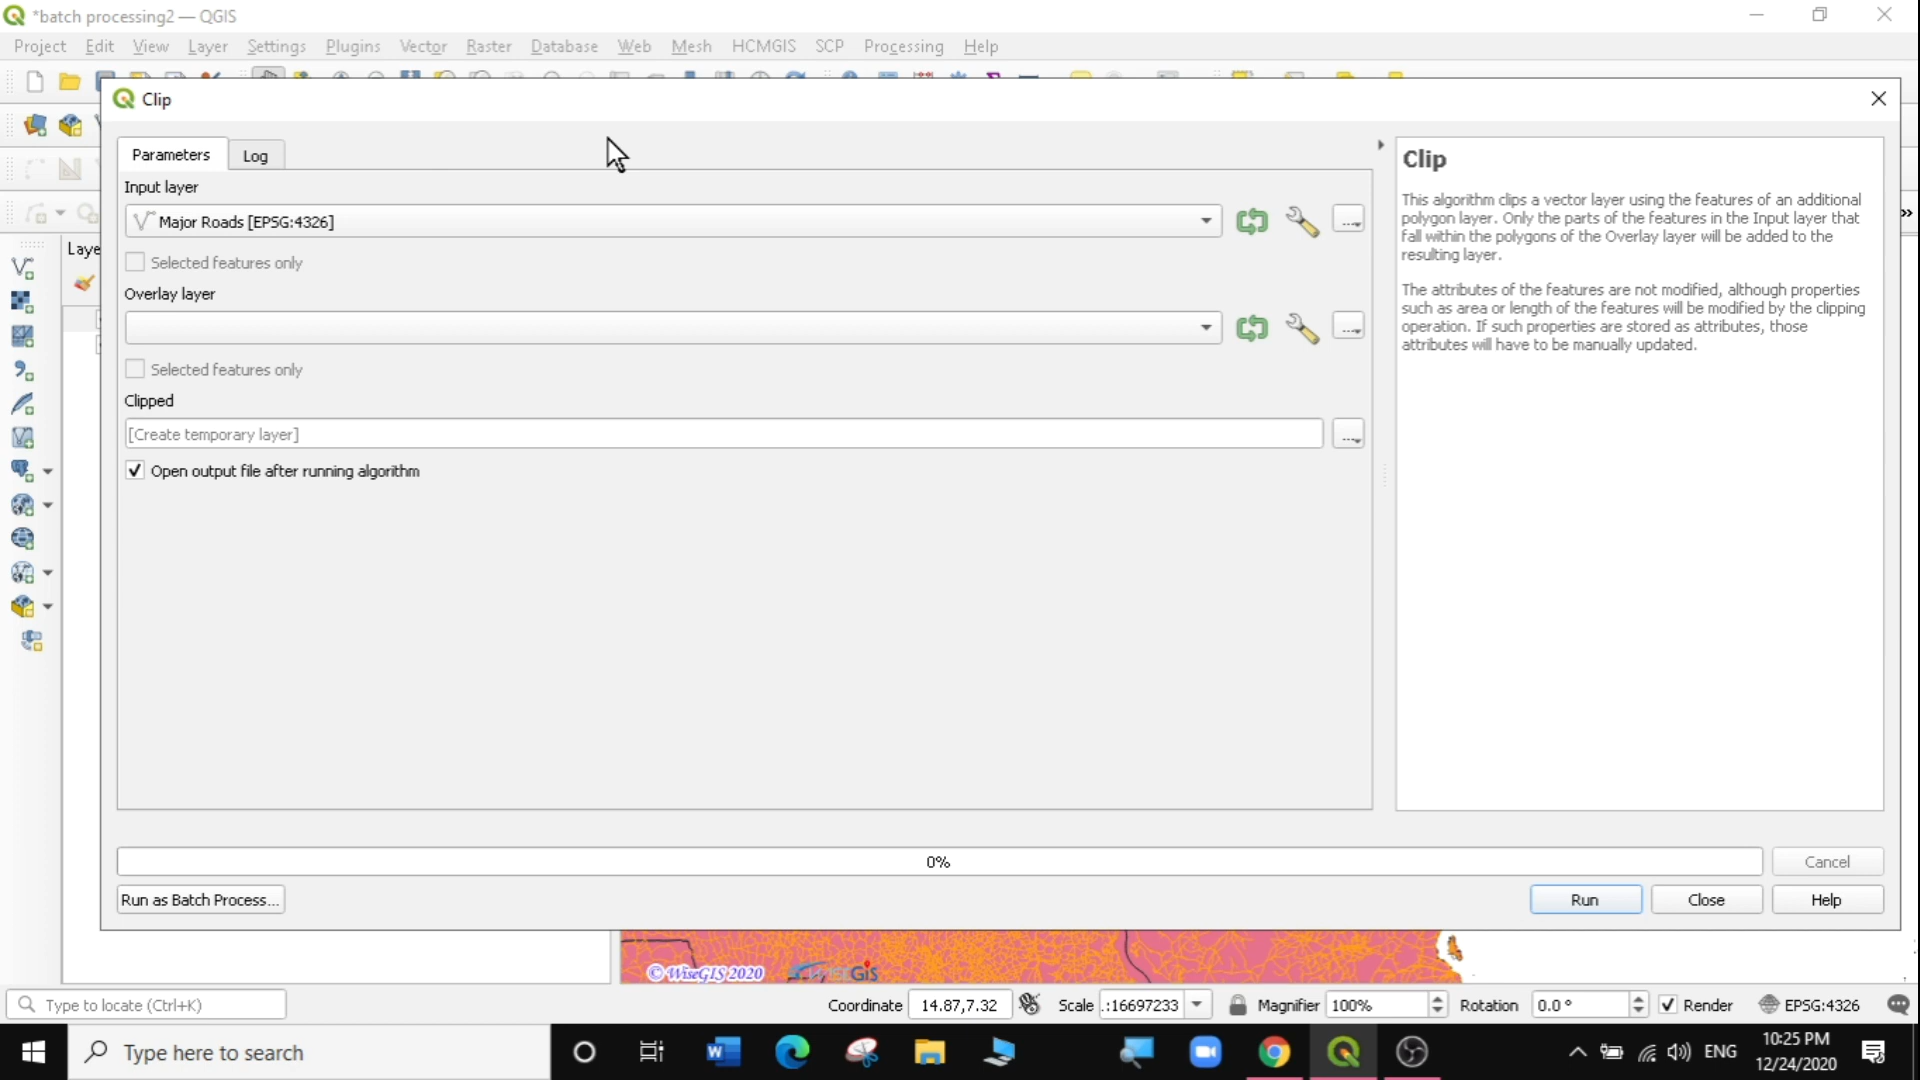 *batch processing2 — QGIS
Project Edit View Layer Settings Plugins Vector Raster Database Web Mesh HCMGIS SCP Processing Help
Clip
Parameters Log
Input layer
Major Roads [EPSG:4326]
Selected features only
Overlay layer
Selected features only
Clipped
[Create temporary layer]
Open output file after running algorithm
Clip
This algorithm clips a vector layer using the features of an additional
polygon layer. Only the parts of the features in the Input layer that
fall within the polygons of the Overlay layer will be added to the
resulting layer.
The attributes of the features are not modified, although properties
such as area or length of the features will be modified by the clipping
operation. If such properties are stored as attributes, those
attributes will have to be manually updated.
Laye
0%
Cancel
Run as Batch Process...
Run Close Help
© WiseGIS 2020
Type to locate (Ctrl+K)
Coordinate 14.87,7.32 Scale .:16697233 Magnifier 100% Rotation 0.0 ° Render EPSG:4326
Type here to search
ENG
10:25 PM
12/24/2020